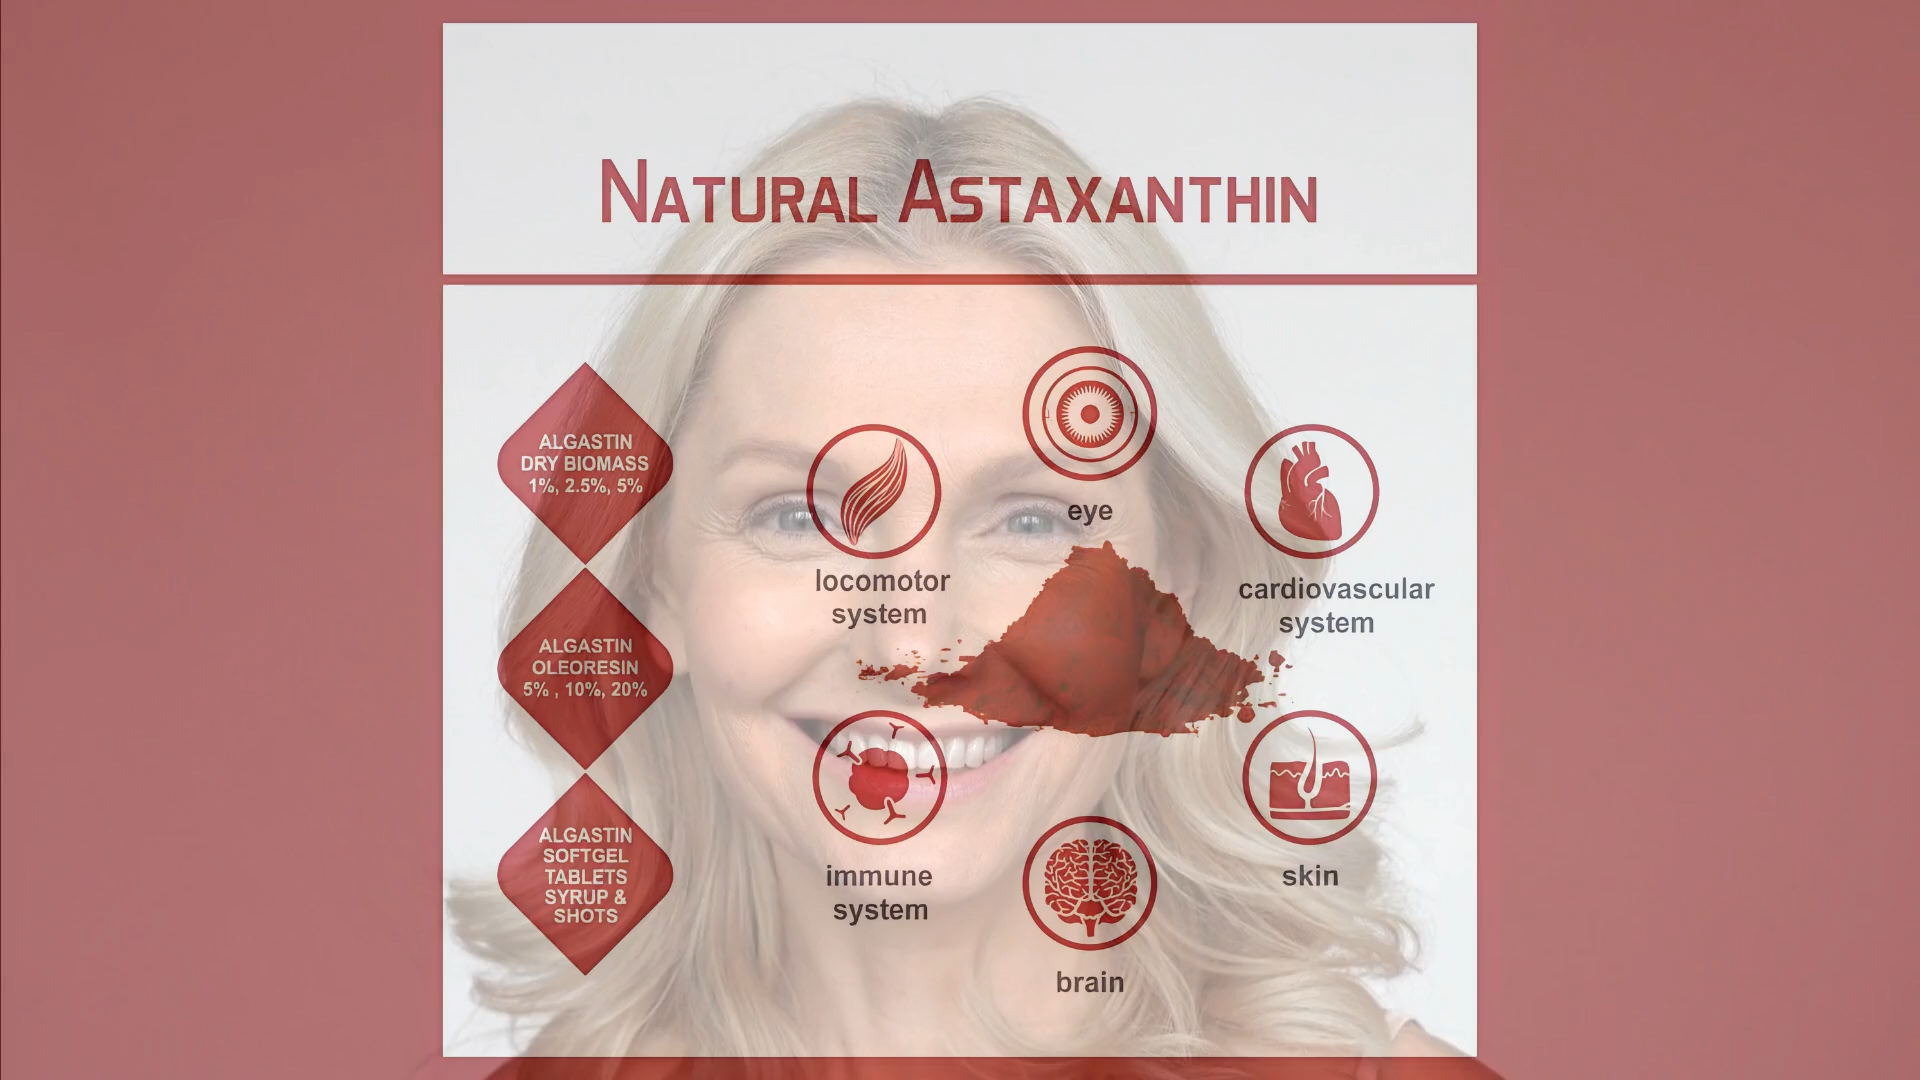 NATURAL ASTAXANTHIN
ALGASTIN
DRY BIOMASS
1%, 2.5%, 5%
ALGASTIN
OLEORESIN
5% , 10%, 20%
ALGASTIN
SOFTGEL
TABLETS
SYRUP &
SHOTS
eye
locomotor
system
cardiovascular
system
immune
system
skin
brain